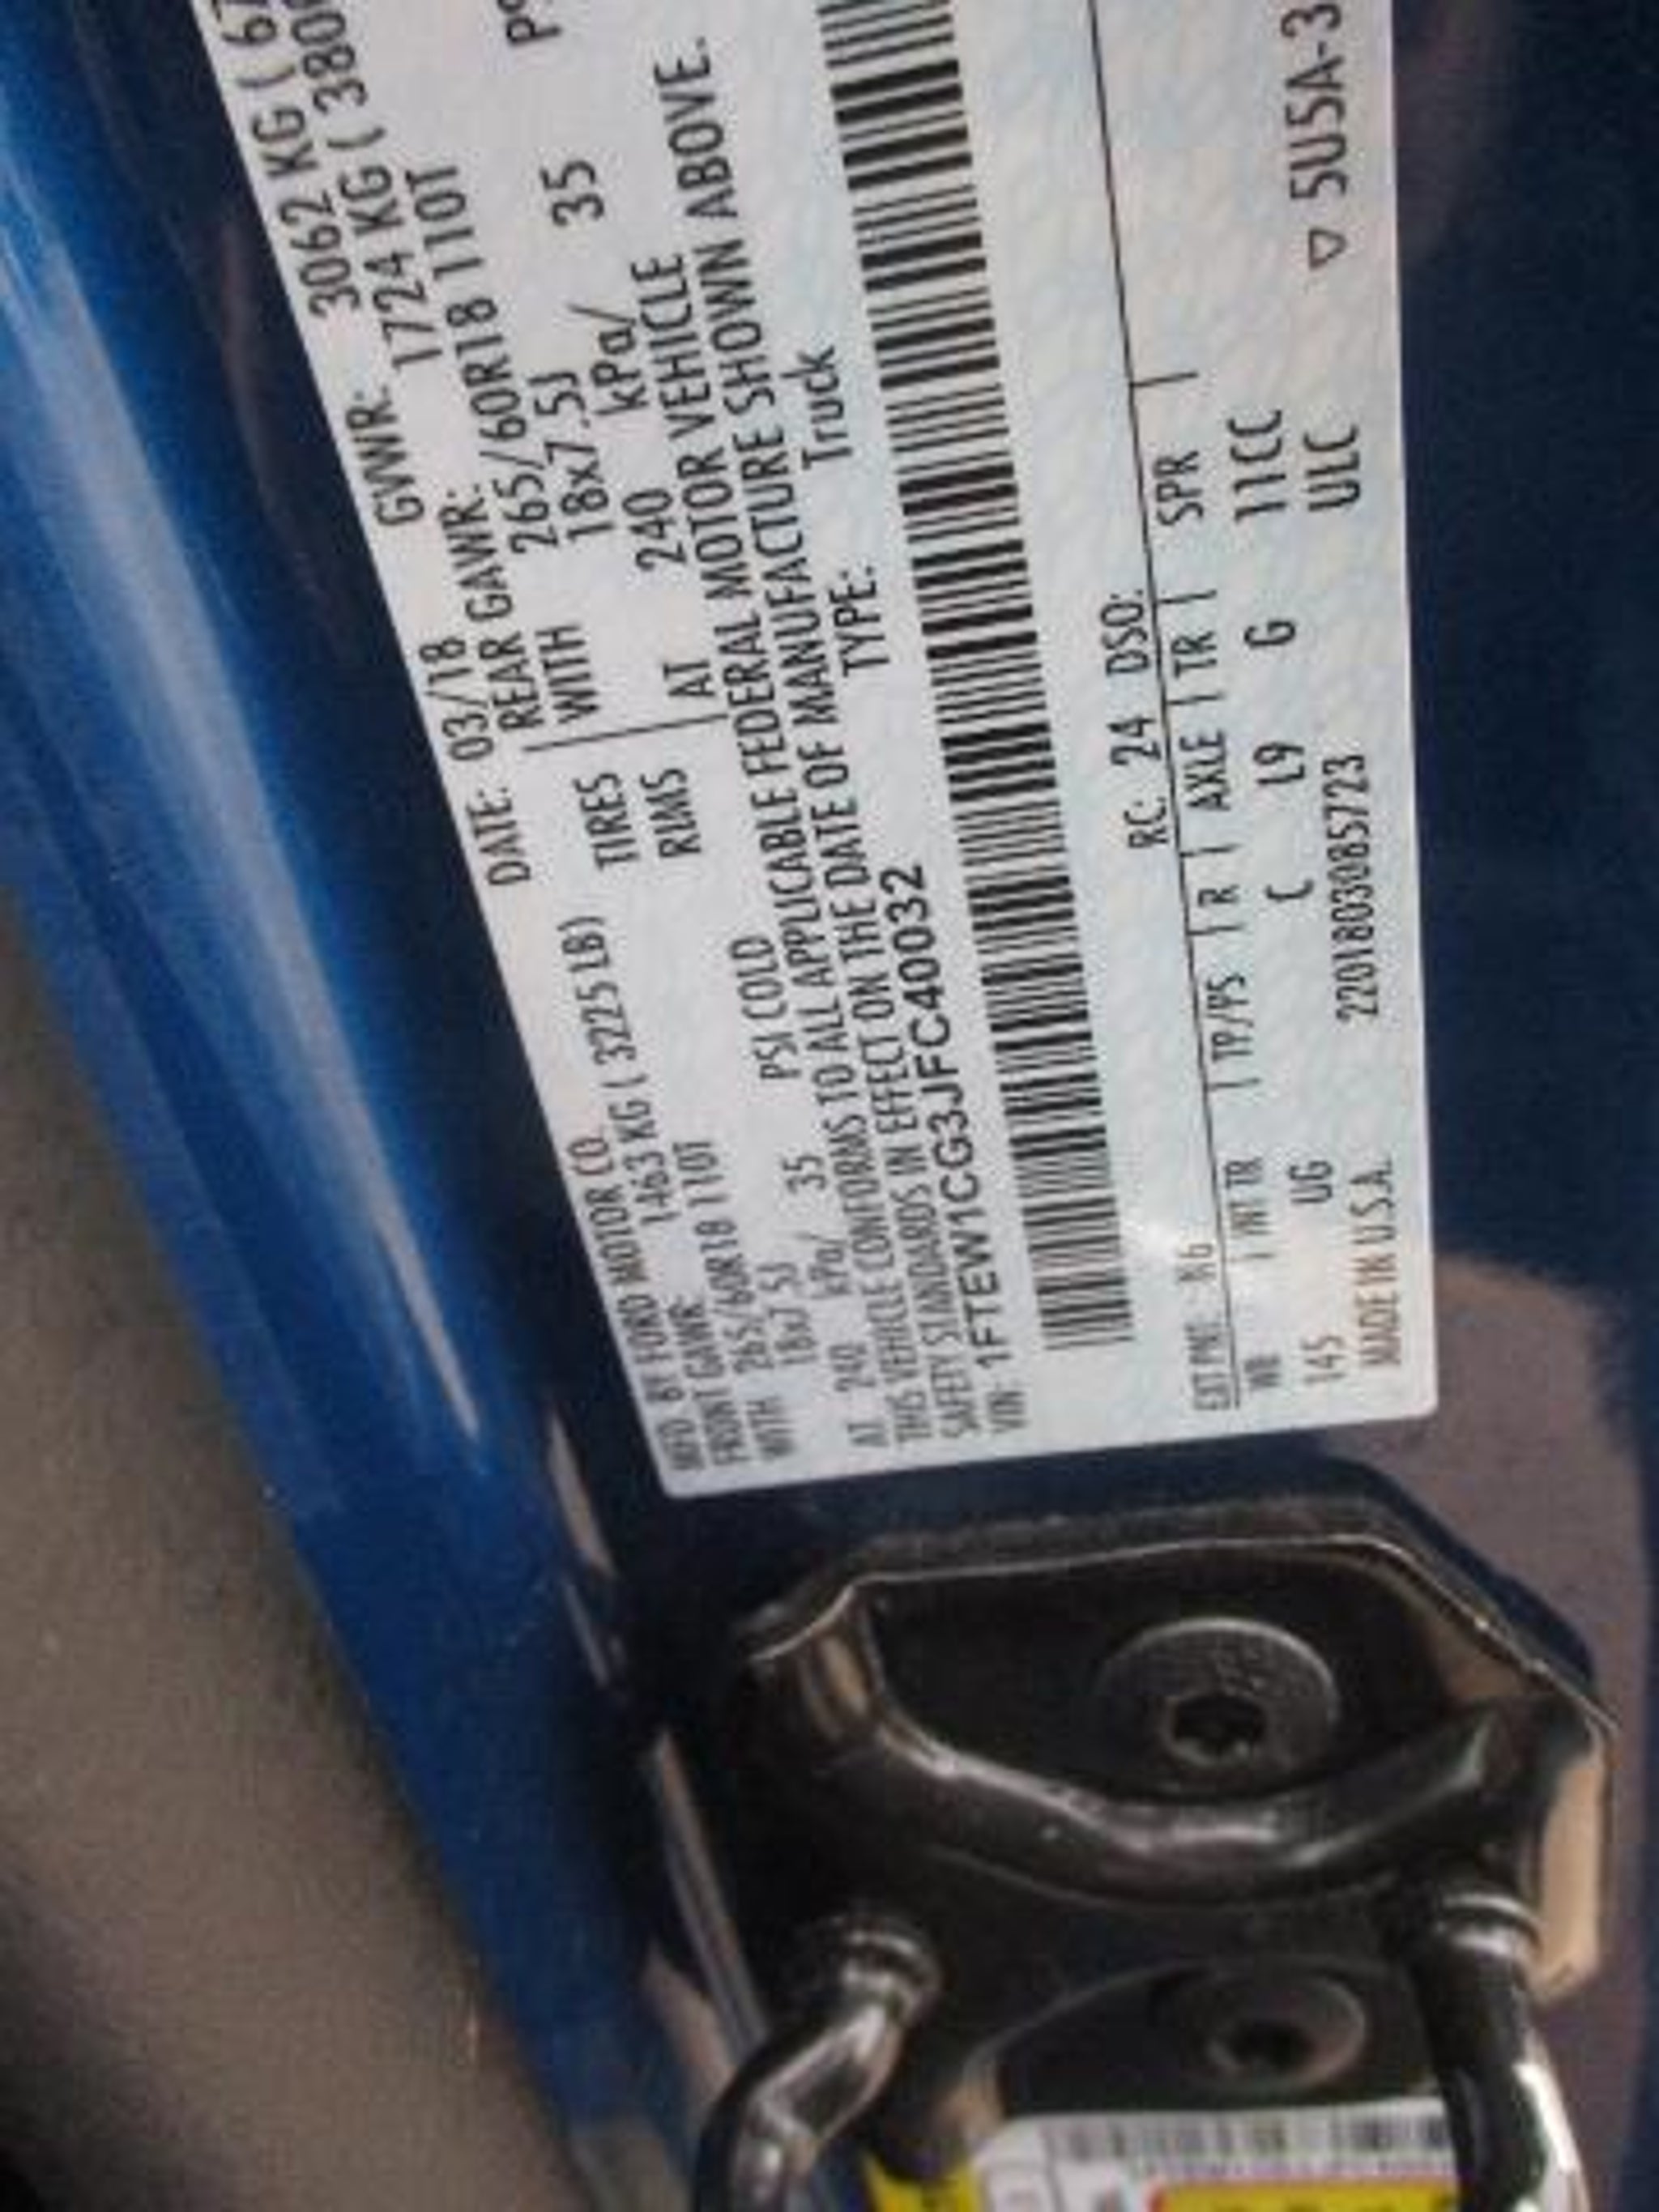 MFD. BY FORD MOTOR CO.
DATE: 03/18 GVWR: 3062 KG ( 67
FRONT GAWR: 1463 KG ( 3225 LB) REAR GAWR: 1724 KG ( 380
265/60R18 110T TIRES WITH 265/60R18 110T
WITH 18x7.5J RIMS 18x7.5J
AT 240 kPa/ 35 PSI COLD AT 240 kPa/ 35
THIS VEHICLE CONFORMS TO ALL APPLICABLE FEDERAL MOTOR VEHICLE
SAFETY STANDARDS IN EFFECT ON THE DATE OF MANUFACTURE SHOWN ABOVE.
VIN: 1FTEW1CG3JFC40032 TYPE: Truck
EXT PNT: RC: 24 DSO:
WB INT TR TP/PS R AXLE TR SPR
145 UG C L9 G 11CC
MADE IN U.S.A. 2201803085723 ULC
▽ 5U5A-3